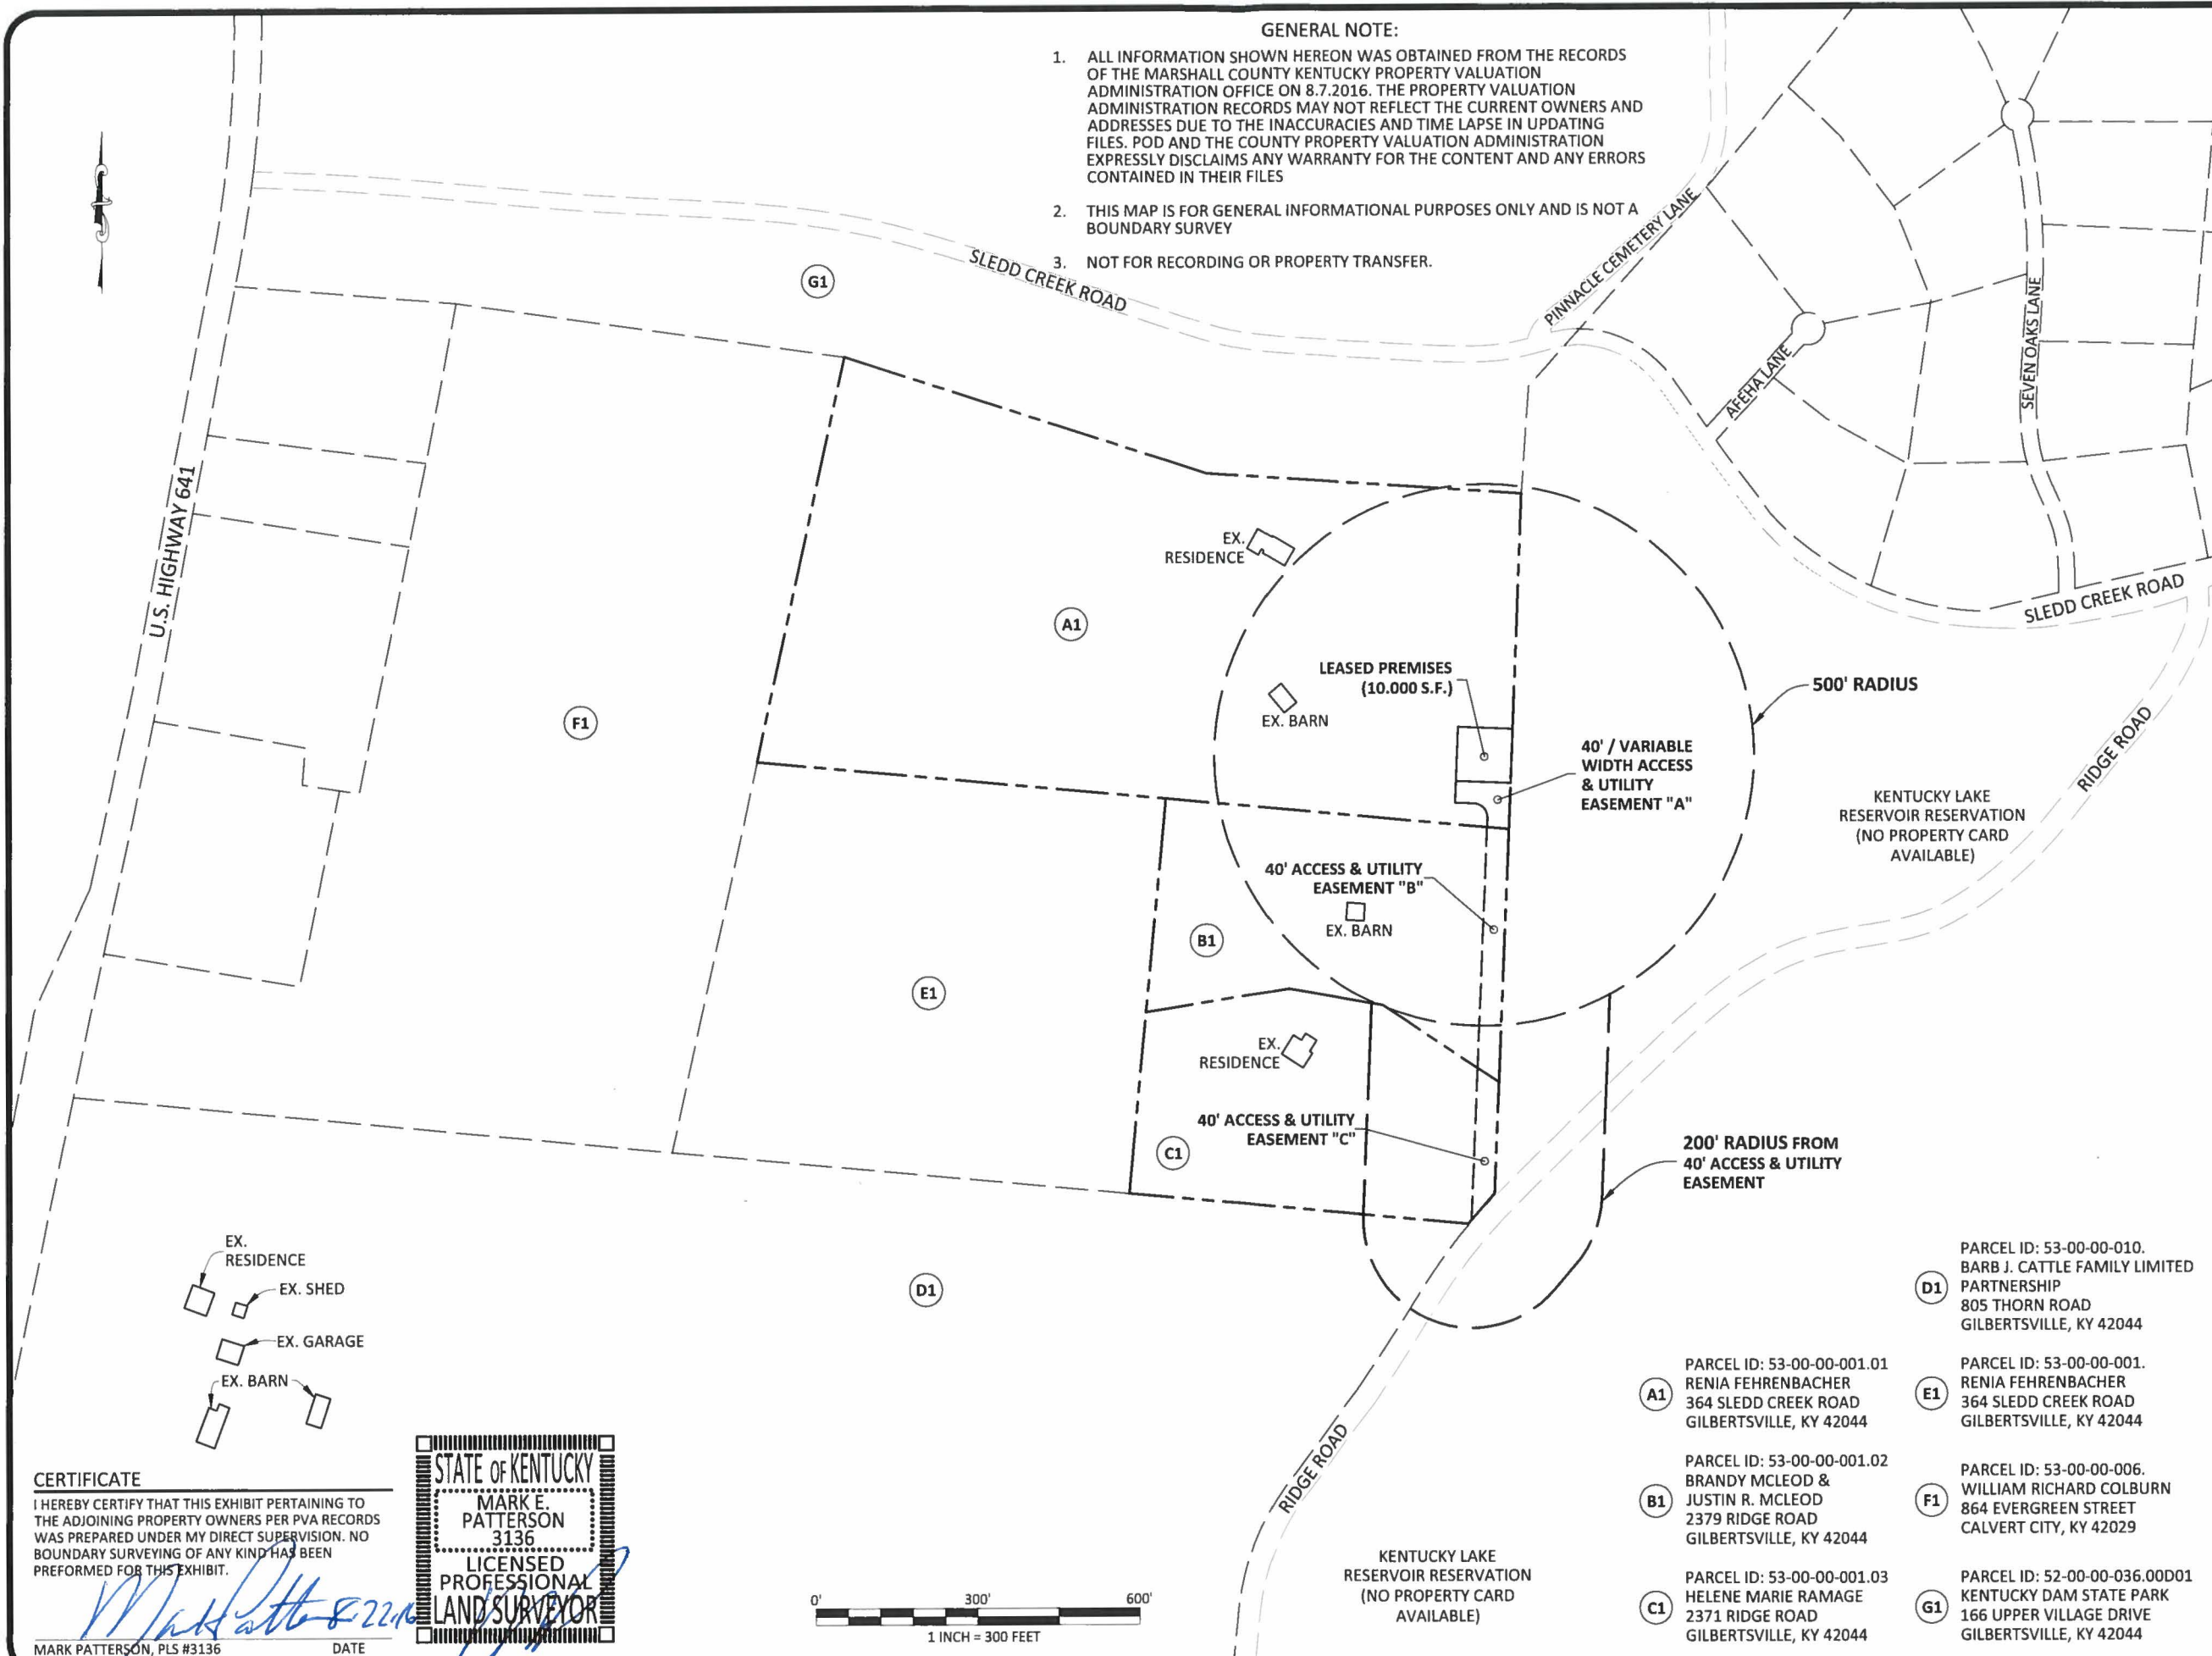 GENERAL NOTE:
1. ALL INFORMATION SHOWN HEREON WAS OBTAINED FROM THE RECORDS
OF THE MARSHALL COUNTY KENTUCKY PROPERTY VALUATION
ADMINISTRATION OFFICE ON 8.7.2016. THE PROPERTY VALUATION
ADMINISTRATION RECORDS MAY NOT REFLECT THE CURRENT OWNERS AND
ADDRESSES DUE TO THE INACCURACIES AND TIME LAPSE IN UPDATING
FILES. POD AND THE COUNTY PROPERTY VALUATION ADMINISTRATION
EXPRESSLY DISCLAIMS ANY WARRANTY FOR THE CONTENT AND ANY ERRORS
CONTAINED IN THEIR FILES
2. THIS MAP IS FOR GENERAL INFORMATIONAL PURPOSES ONLY AND IS NOT A
BOUNDARY SURVEY
3. NOT FOR RECORDING OR PROPERTY TRANSFER.
PINNACLE CEMETERY LANE
SLEDD CREEK ROAD
G1
SEVEN OAKS LANE
AFEHA LANE
U.S. HIGHWAY 641
EX.
RESIDENCE
SLEDD CREEK ROAD
A1
LEASED PREMISES
(10.000 S.F.)
500' RADIUS
F1
EX. BARN
40' / VARIABLE
WIDTH ACCESS
& UTILITY
EASEMENT "A"
RIDGE ROAD
KENTUCKY LAKE
RESERVOIR RESERVATION
(NO PROPERTY CARD
AVAILABLE)
40' ACCESS & UTILITY
EASEMENT "B"
EX. BARN
B1
E1
EX.
RESIDENCE
40' ACCESS & UTILITY
EASEMENT "C"
C1
200' RADIUS FROM
40' ACCESS & UTILITY
EASEMENT
EX.
RESIDENCE
EX. SHED
EX. GARAGE
EX. BARN
D1
D1
PARCEL ID: 53-00-00-010.
BARB J. CATTLE FAMILY LIMITED
PARTNERSHIP
805 THORN ROAD
GILBERTSVILLE, KY 42044
A1
PARCEL ID: 53-00-00-001.01
RENIA FEHRENBACHER
364 SLEDD CREEK ROAD
GILBERTSVILLE, KY 42044
E1
PARCEL ID: 53-00-00-001.
RENIA FEHRENBACHER
364 SLEDD CREEK ROAD
GILBERTSVILLE, KY 42044
B1
PARCEL ID: 53-00-00-001.02
BRANDY MCLEOD &
JUSTIN R. MCLEOD
2379 RIDGE ROAD
GILBERTSVILLE, KY 42044
F1
PARCEL ID: 53-00-00-006.
WILLIAM RICHARD COLBURN
864 EVERGREEN STREET
CALVERT CITY, KY 42029
C1
PARCEL ID: 53-00-00-001.03
HELENE MARIE RAMAGE
2371 RIDGE ROAD
GILBERTSVILLE, KY 42044
G1
PARCEL ID: 52-00-00-036.00D01
KENTUCKY DAM STATE PARK
166 UPPER VILLAGE DRIVE
GILBERTSVILLE, KY 42044
RIDGE ROAD
KENTUCKY LAKE
RESERVOIR RESERVATION
(NO PROPERTY CARD
AVAILABLE)
0' 300' 600'
1 INCH = 300 FEET
CERTIFICATE
I HEREBY CERTIFY THAT THIS EXHIBIT PERTAINING TO
THE ADJOINING PROPERTY OWNERS PER PVA RECORDS
WAS PREPARED UNDER MY DIRECT SUPERVISION. NO
BOUNDARY SURVEYING OF ANY KIND HAS BEEN
PREFORMED FOR THIS EXHIBIT.
Mark Patterson 8-22-16
MARK PATTERSON, PLS #3136 DATE
STATE OF KENTUCKY
MARK E.
PATTERSON
3136
LICENSED
PROFESSIONAL
LAND SURVEYOR